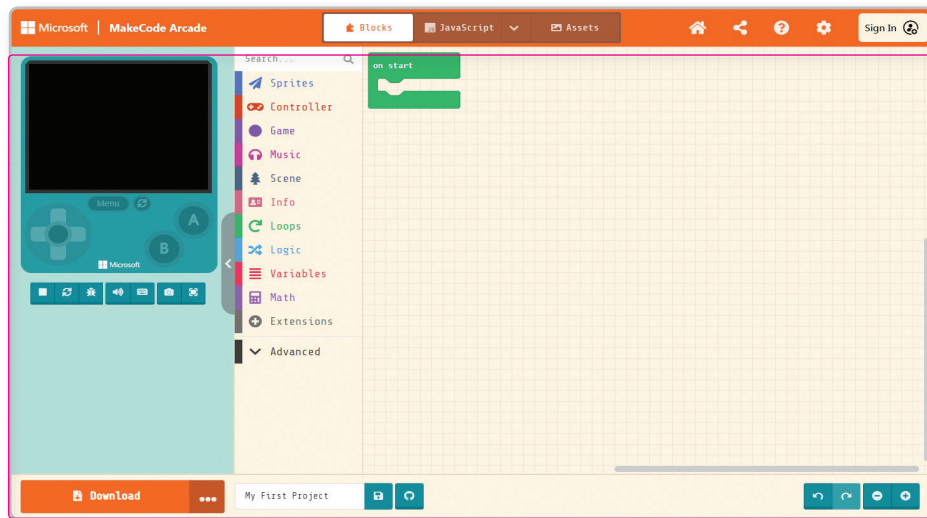 Microsoft | MakeCode Arcade
Blocks
JavaScript
Assets
Sign In
Search...
on start
Sprites
Controller
Game
Music
Scene
Menu
Info
A
Loops
B
Logic
Microsoft
Variables
Math
Extensions
Advanced
Download
My First Project